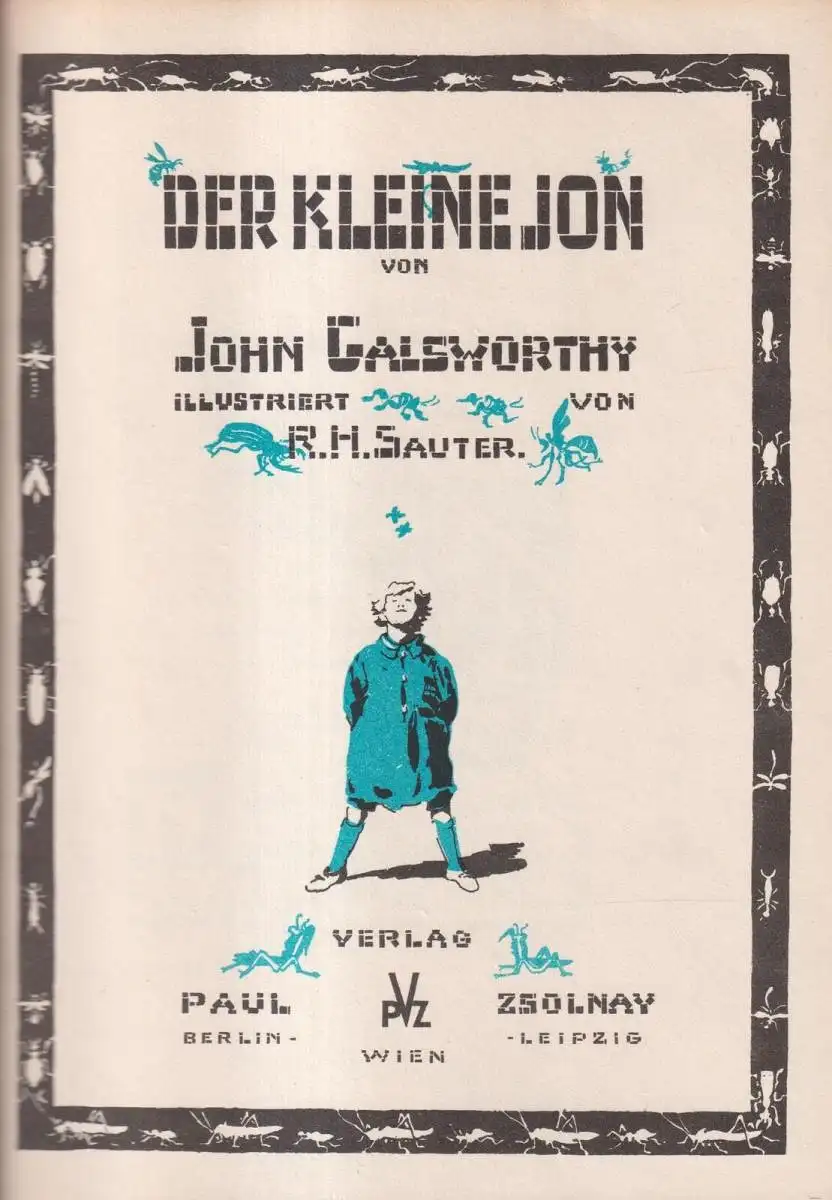 DER KLEINE JON
VON
JOHN GALSWORTHY
ILLUSTRIERT VON
R.H. SAUTER.
VERLAG
PAUL PVZ ZSOLNAY
BERLIN - WIEN - LEIPZIG